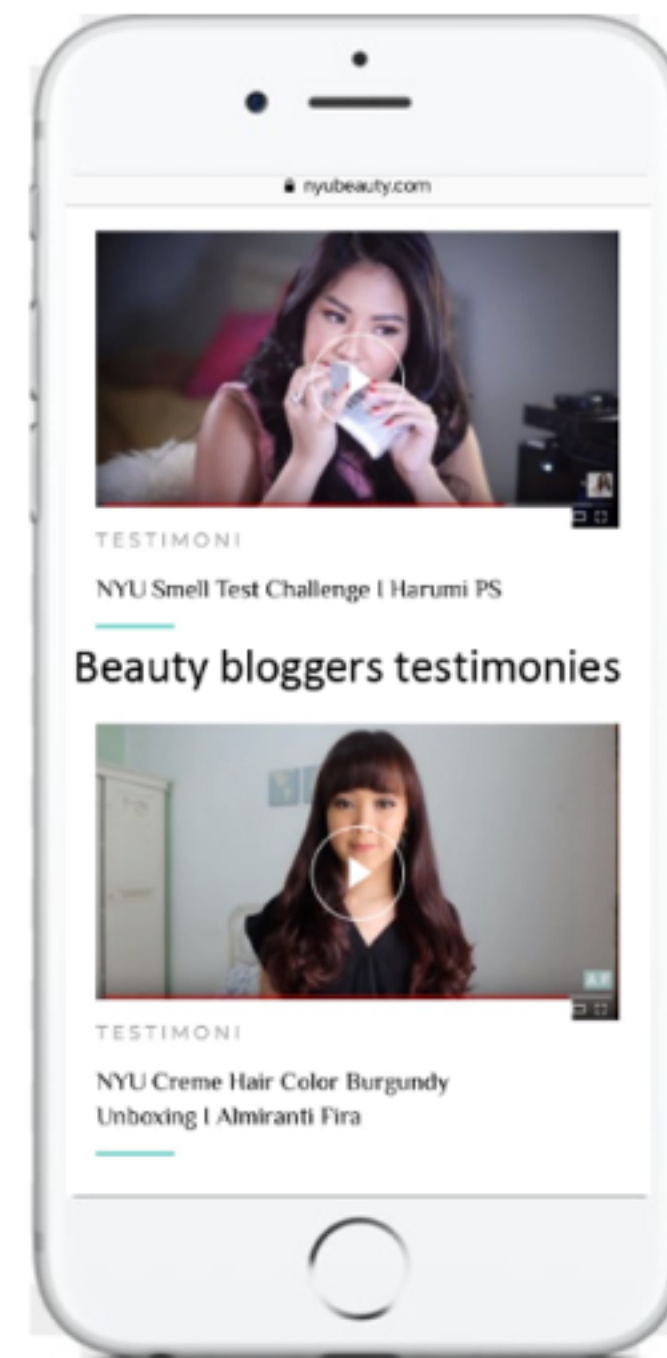 nyubeauty.com
TESTIMONI
NYU Smell Test Challenge I Harumi PS
Beauty bloggers testimonies
AF
TESTIMONI
NYU Creme Hair Color Burgundy
Unboxing I Almiranti Fira